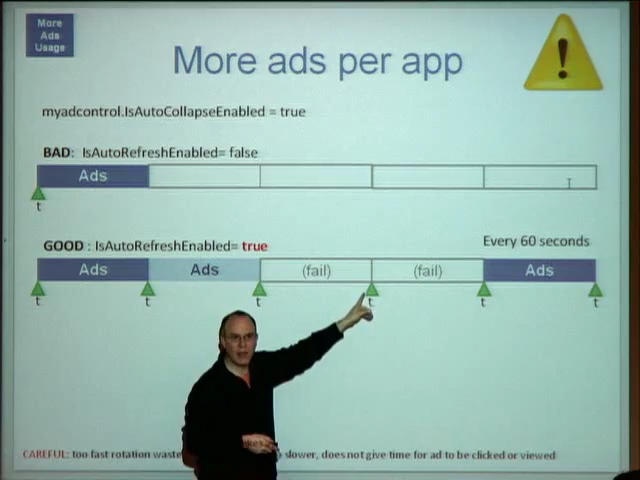 More
Ads
Usage
More ads per app
!
myadcontrol.IsAutoCollapseEnabled = true
BAD: IsAutoRefreshEnabled= false
Ads
t
GOOD : IsAutoRefreshEnabled= true
Every 60 seconds
Ads Ads (fail) (fail) Ads
t t t t t t
CAREFUL: too fast rotation waste slower, does not give time for ad to be clicked or viewed